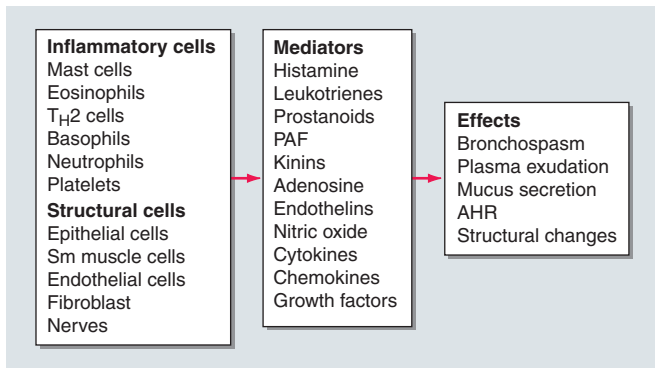 Inflammatory cells
Mast cells
Eosinophils
TH2 cells
Basophils
Neutrophils
Platelets
Structural cells
Epithelial cells
Sm muscle cells
Endothelial cells
Fibroblast
Nerves
Mediators
Histamine
Leukotrienes
Prostanoids
PAF
Kinins
Adenosine
Endothelins
Nitric oxide
Cytokines
Chemokines
Growth factors
Effects
Bronchospasm
Plasma exudation
Mucus secretion
AHR
Structural changes